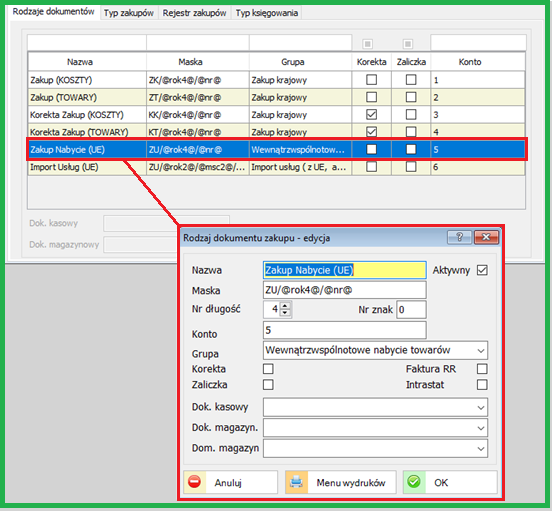 Rodzaje dokumentów Typ zakupów Rejestr zakupów Typ księgowania
Nazwa Maska Grupa Korekta Zaliczka Konto
Zakup (KOSZTY) ZK/@rok4@/@nr@ Zakup krajowy 1
Zakup (TOWARY) ZT/@rok4@/@nr@ Zakup krajowy 2
Korekta Zakup (KOSZTY) KK/@rok4@/@nr@ Zakup krajowy 3
Korekta Zakup (TOWARY) KT/@rok4@/@nr@ Zakup krajowy 4
Zakup Nabycie (UE) ZU/@rok4@/@nr@ Wewnątrzwspólnotow... 5
Import Usług (UE) ZU/@rok2@/@msc2@/... Import usług ( z UE, a... 6
Dok. kasowy
Dok. magazynowy
Rodzaj dokumentu zakupu - edycja ?
Nazwa Zakup Nabycie (UE) Aktywny
Maska ZU/@rok4@/@nr@
Nr długość 4 Nr znak 0
Konto 5
Grupa Wewnątrzwspólnotowe nabycie towarów
Korekta Faktura RR
Zaliczka Intrastat
Dok. kasowy
Dok. magazyn.
Dom. magazyn
Anuluj Menu wydruków OK